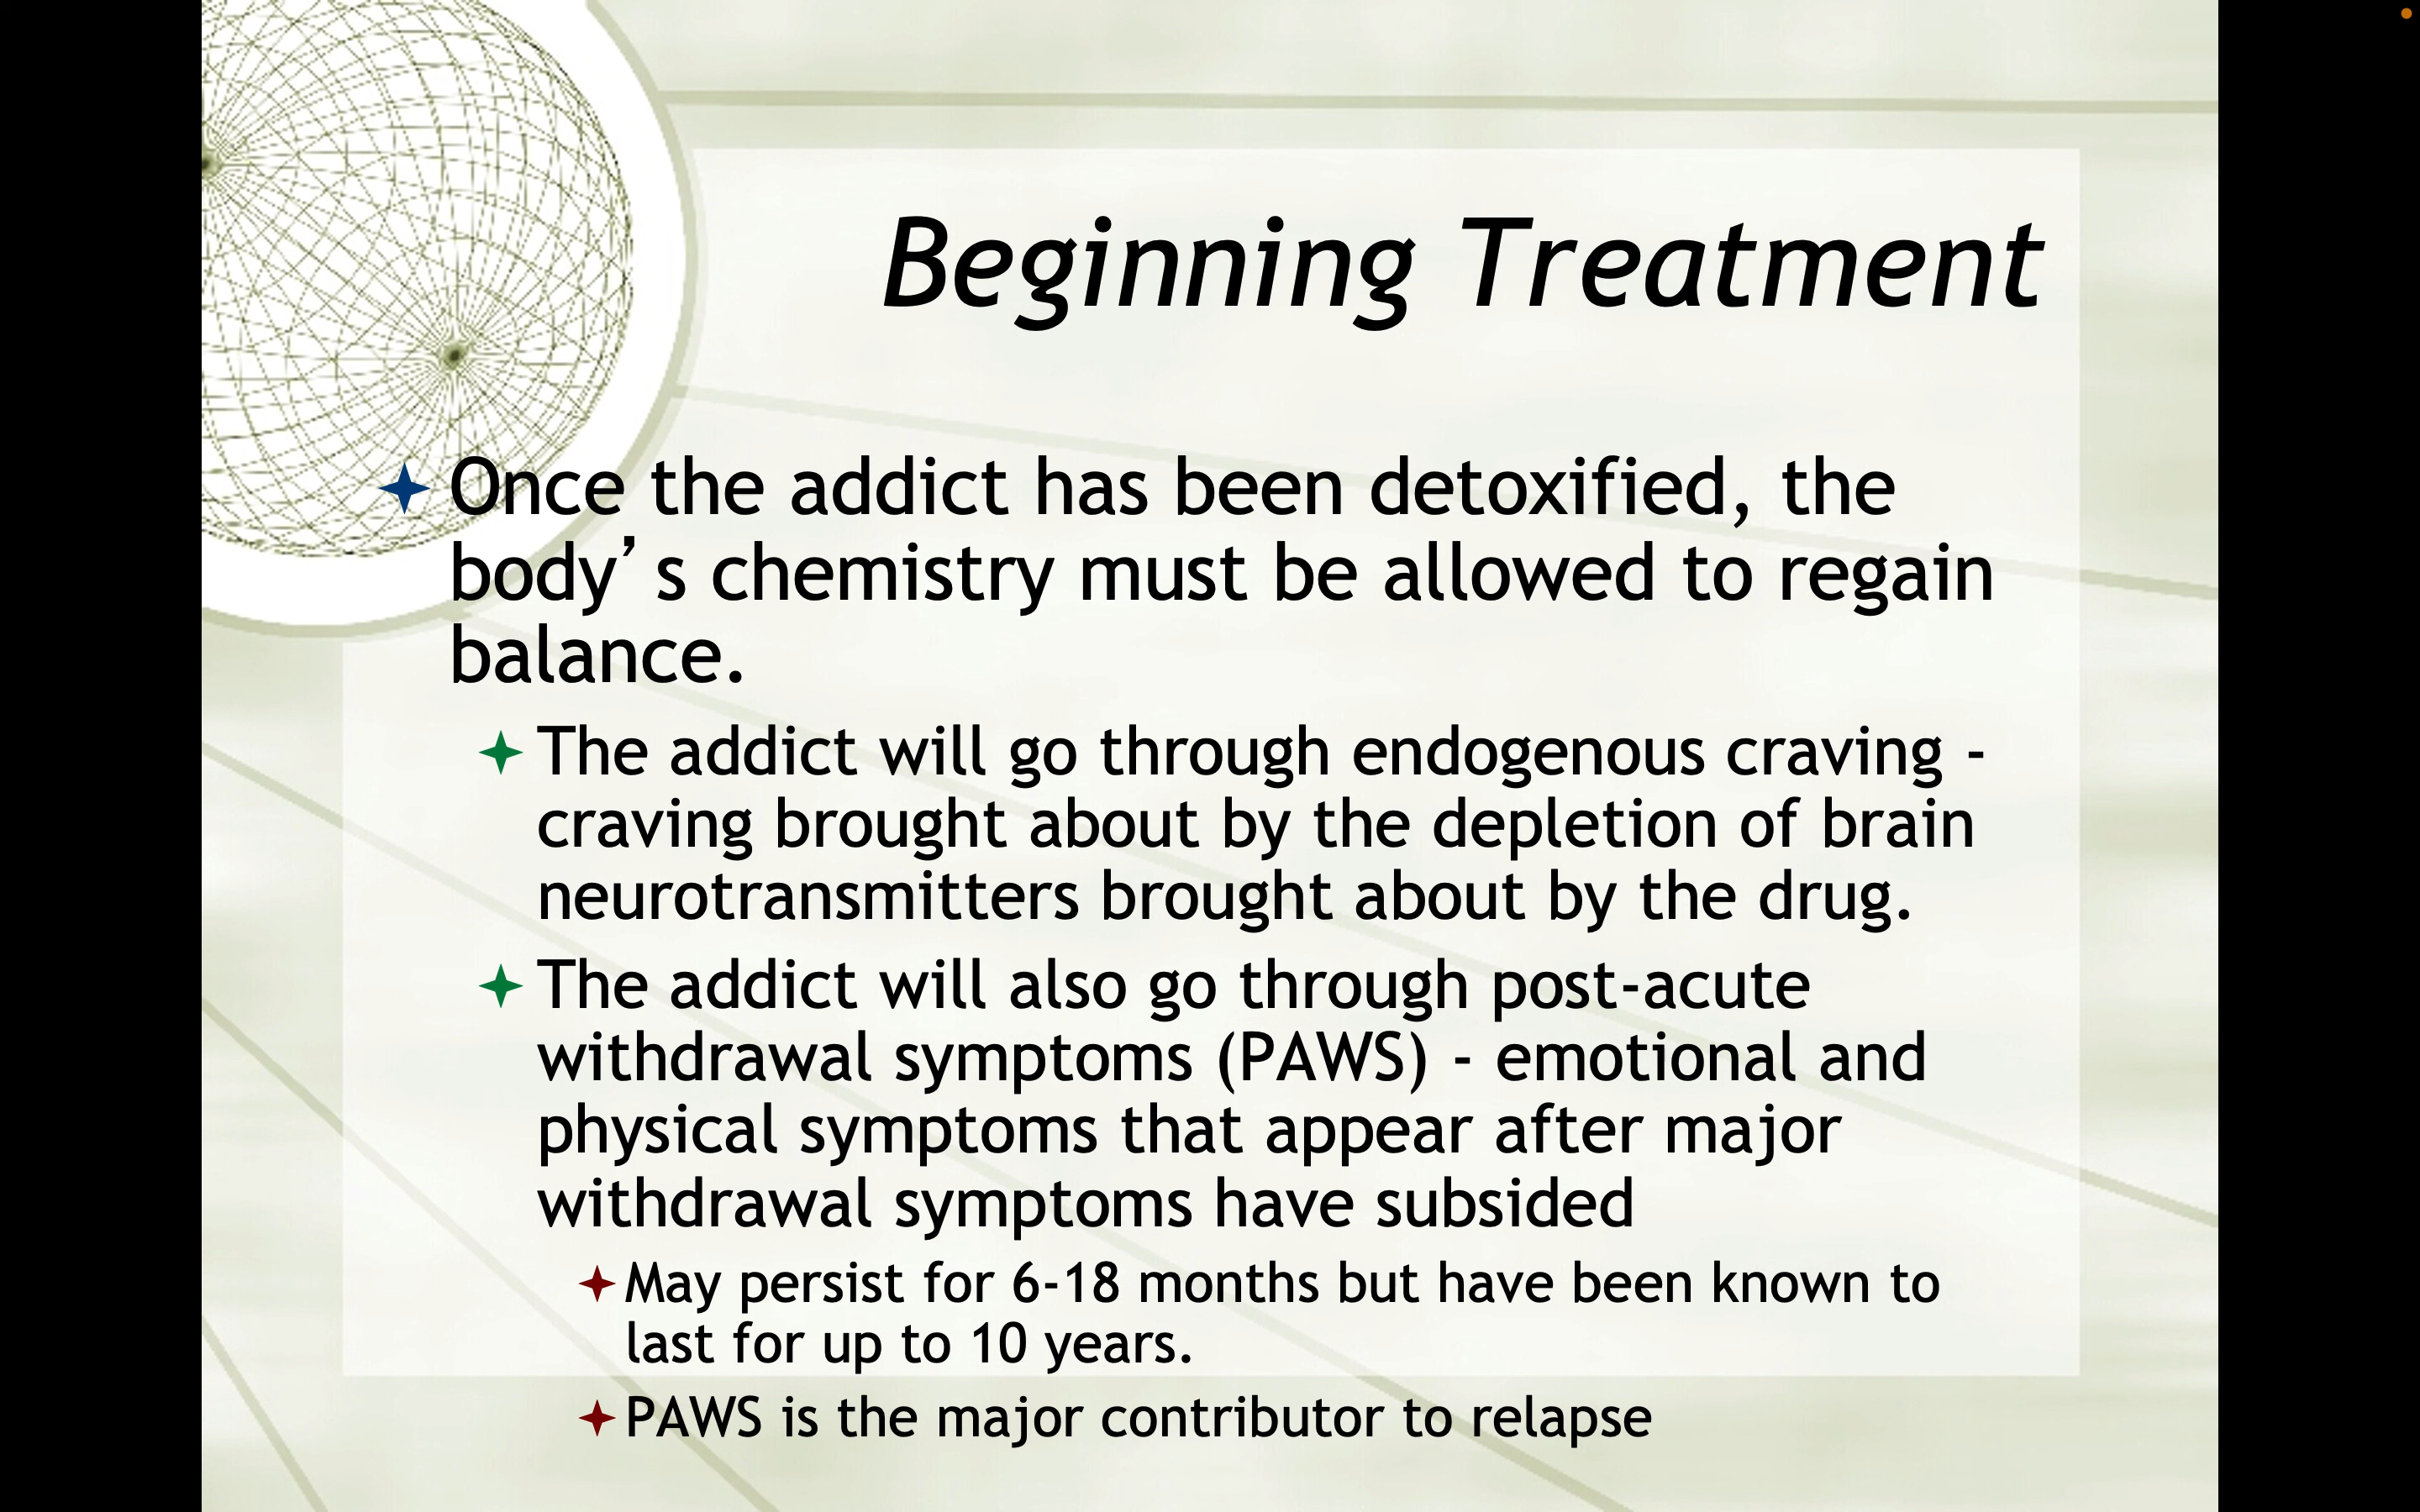 Beginning Treatment
Once the addict has been detoxified, the
body’s chemistry must be allowed to regain
balance.
The addict will go through endogenous craving -
craving brought about by the depletion of brain
neurotransmitters brought about by the drug.
The addict will also go through post-acute
withdrawal symptoms (PAWS) - emotional and
physical symptoms that appear after major
withdrawal symptoms have subsided
May persist for 6-18 months but have been known to
last for up to 10 years.
PAWS is the major contributor to relapse